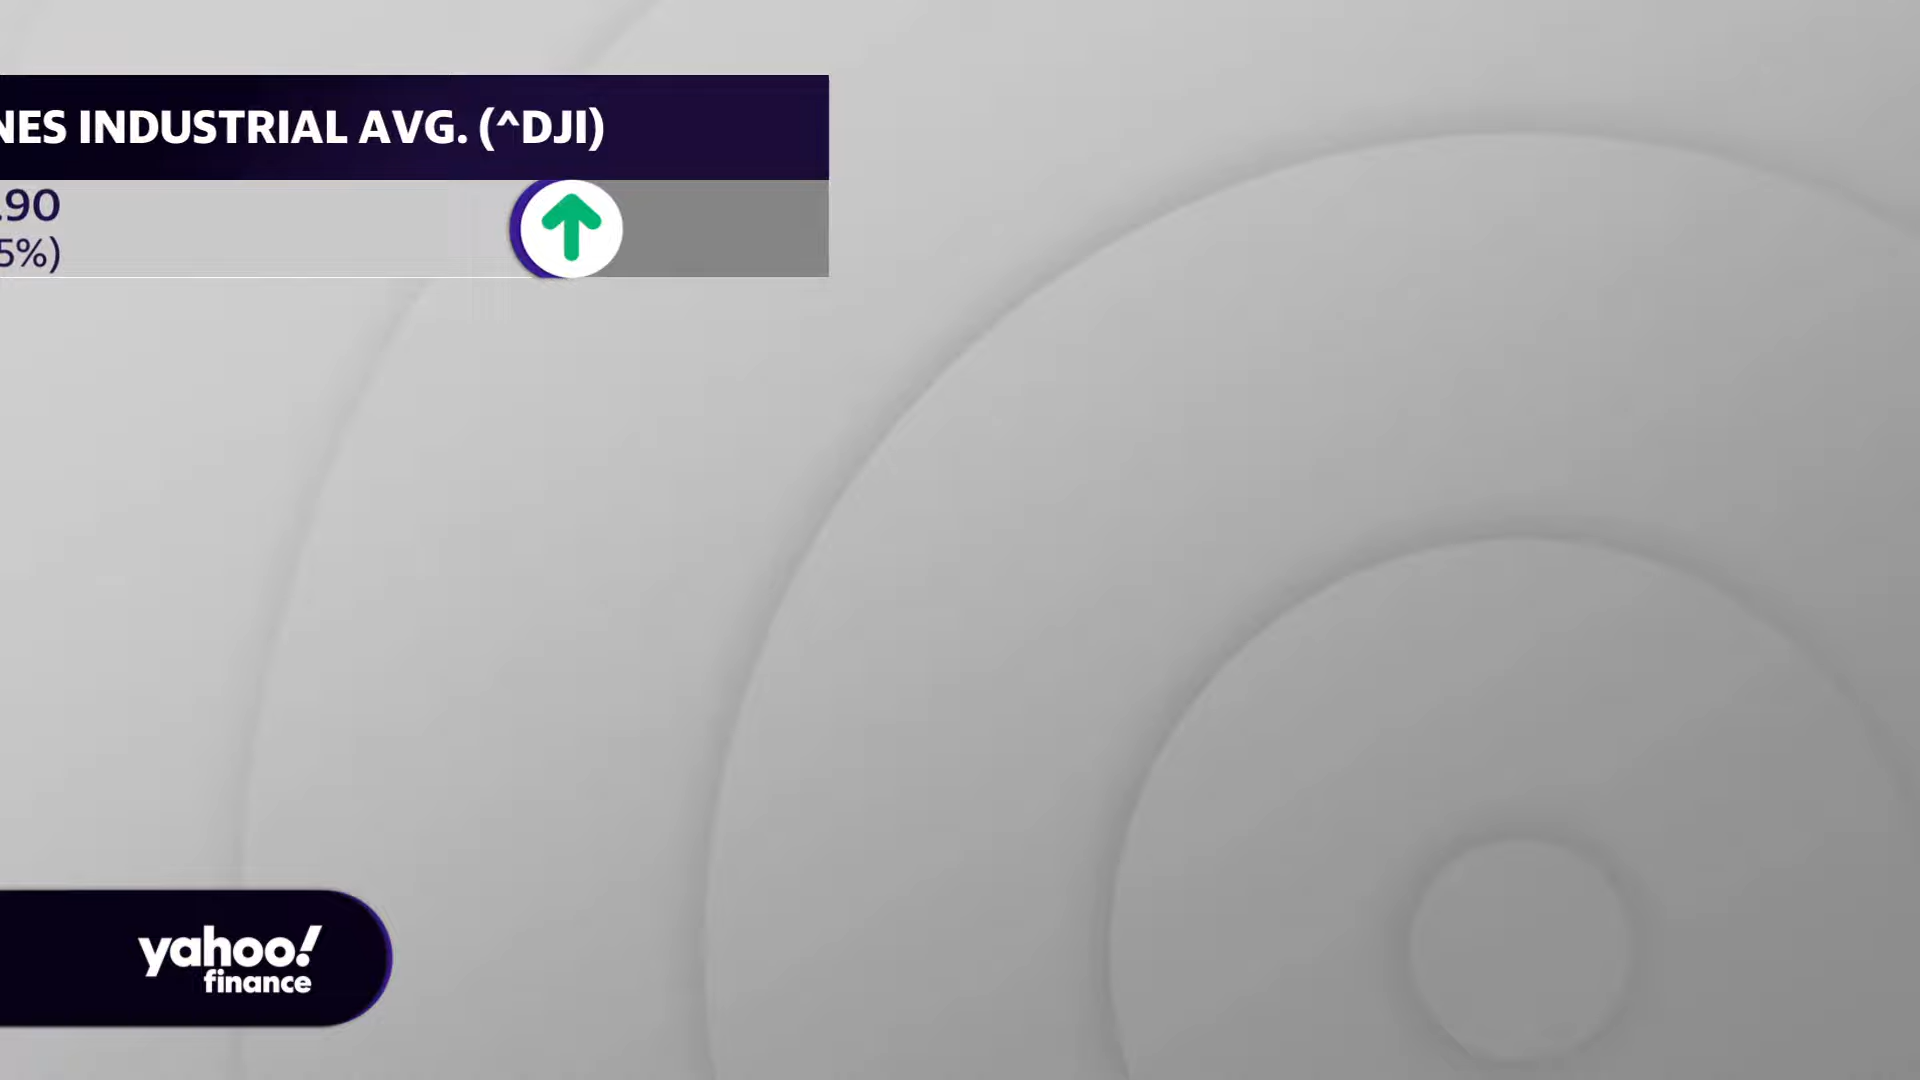 NES INDUSTRIAL AVG. (^DJI)
.90
5%)
yahoo!
finance